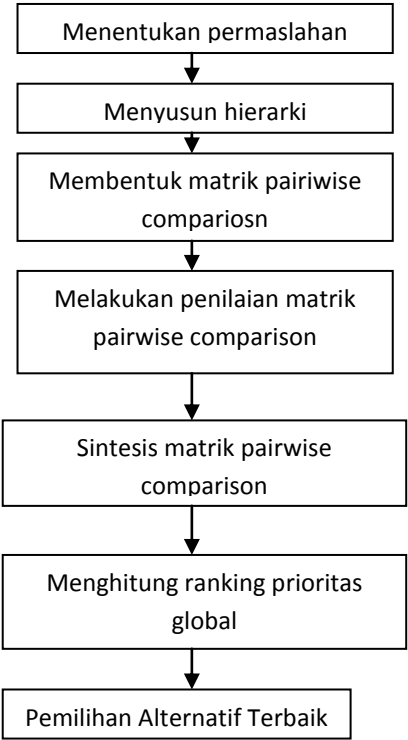 Menentukan permaslahan
Menyusun hierarki
Membentuk matrik pairiwise
compariosn
Melakukan penilaian matrik
pairwise comparison
Sintesis matrik pairwise
comparison
Menghitung ranking prioritas
global
Pemilihan Alternatif Terbaik